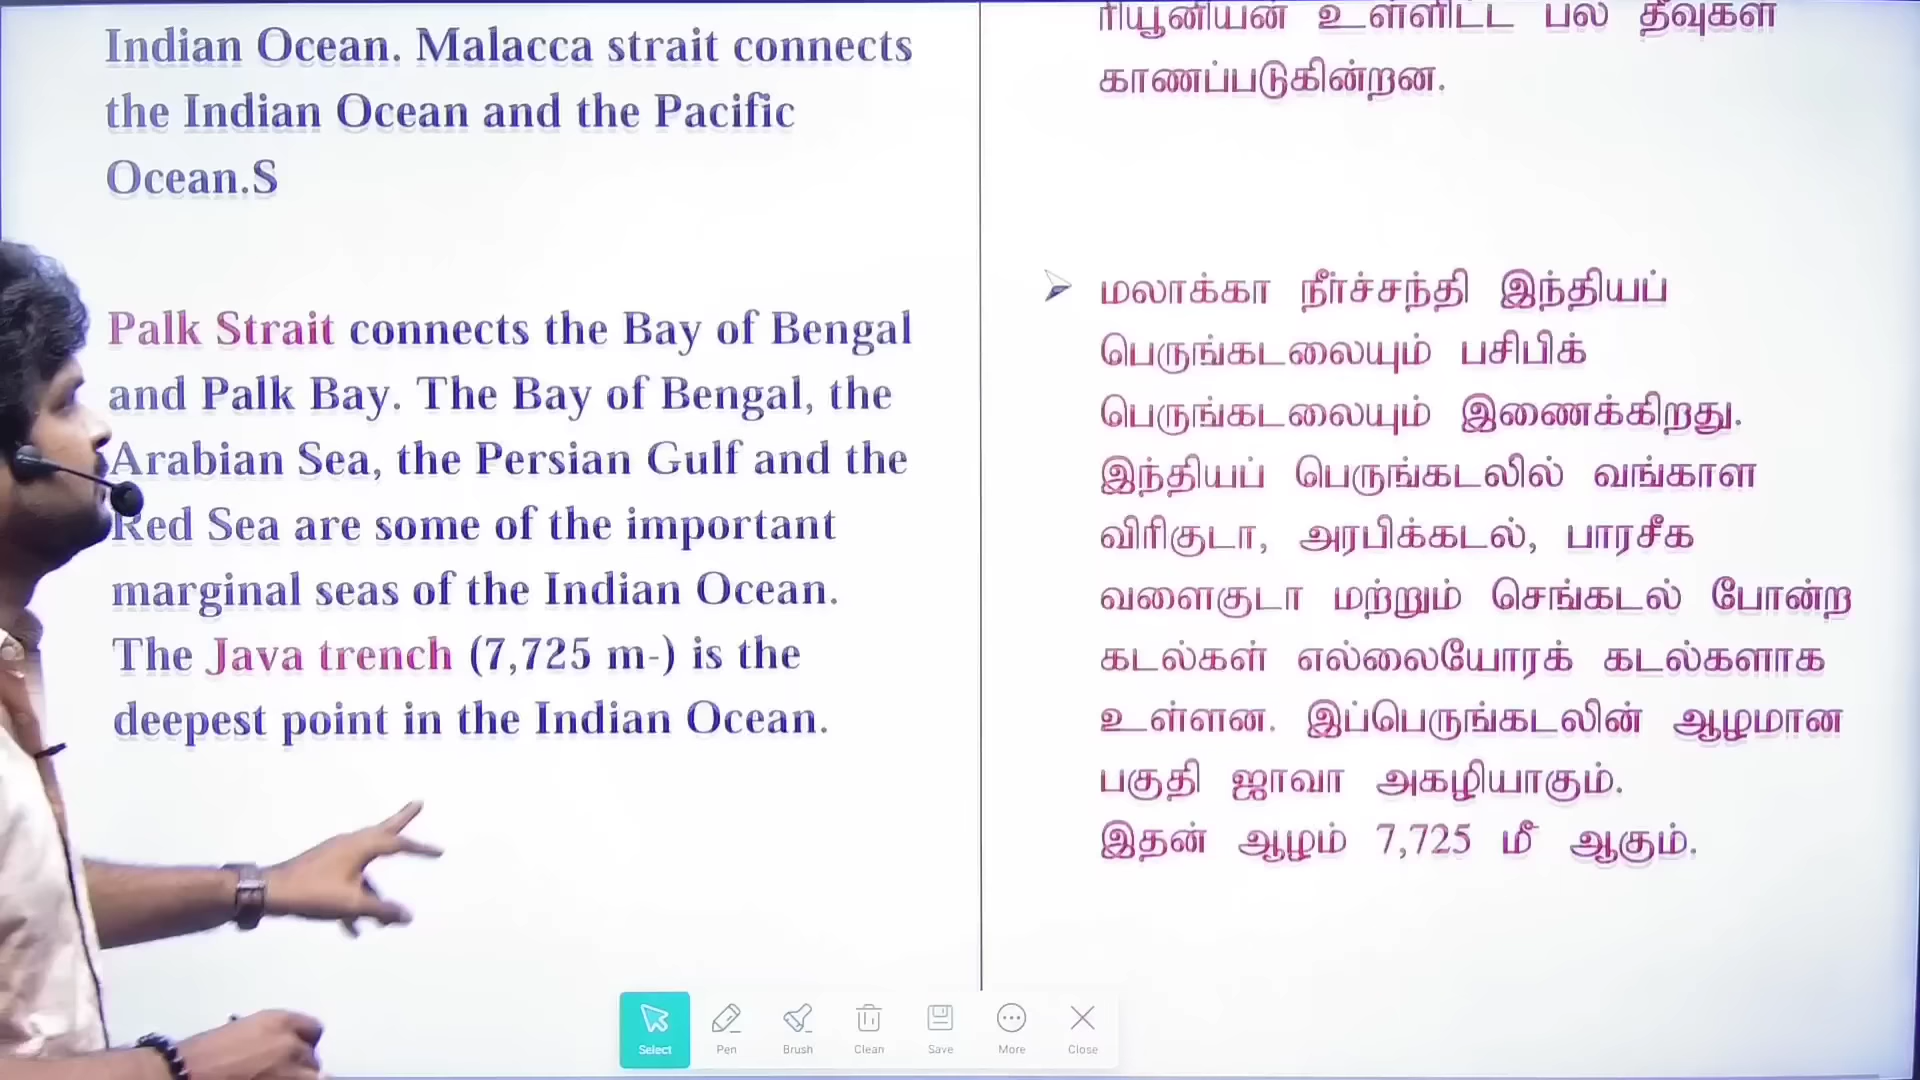 Indian Ocean. Malacca strait connects
the Indian Ocean and the Pacific
Ocean.S
Palk Strait connects the Bay of Bengal
and Palk Bay. The Bay of Bengal, the
Arabian Sea, the Persian Gulf and the
Red Sea are some of the important
marginal seas of the Indian Ocean.
The Java trench (7,725 m-) is the
deepest point in the Indian Ocean.
ரியூனியன் உள்ளிட்ட பல தீவுகள்
காணப்படுகின்றன.
மலாக்கா நீர்ச்சந்தி இந்தியப்
பெருங்கடலையும் பசிபிக்
பெருங்கடலையும் இணைக்கிறது.
இந்தியப் பெருங்கடலில் வங்காள
விரிகுடா, அரபிக்கடல், பாரசீக
வளைகுடா மற்றும் செங்கடல் போன்ற
கடல்கள் எல்லையோரக் கடல்களாக
உள்ளன. இப்பெருங்கடலின் ஆழமான
பகுதி ஜாவா அகழியாகும்.
இதன் ஆழம் 7,725 மீ ஆகும்.
Select Pen Brush Clean Save More Close